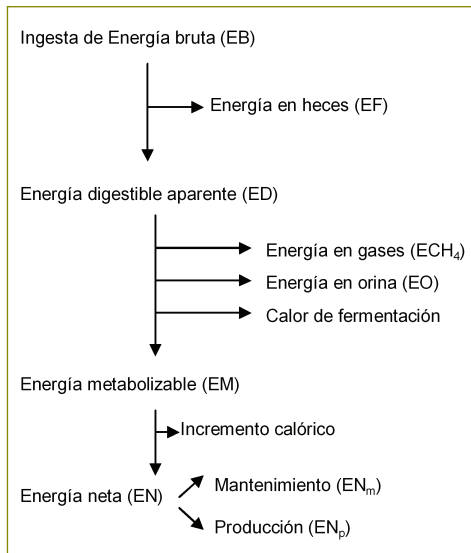 Ingesta de Energía bruta (EB)
Energía en heces (EF)
Energía digestible aparente (ED)
Energía en gases (ECH₄)
Energía en orina (EO)
Calor de fermentación
Energía metabolizable (EM)
Incremento calórico
Energía neta (EN)
Mantenimiento (ENₘ)
Producción (ENₚ)